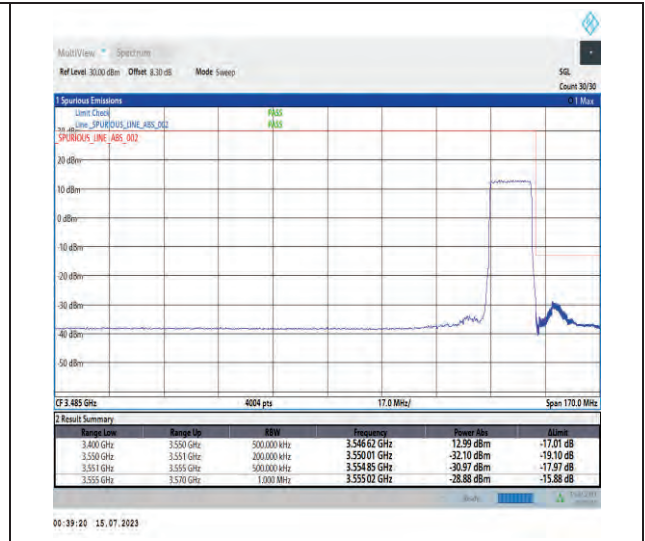 MultiView Spectrum
Ref Level 30.00 dBm Offset 8.30 dB Mode Sweep SGL
Count 30/30
1 Spurious Emissions 1 Max
Limit Check PASS
Line _SPURIOUS_LINE_ABS_002 PASS
_SPURIOUS_LINE_ABS_002
20 dBm
10 dBm
0 dBm
-10 dBm
-20 dBm
-30 dBm
-40 dBm
-50 dBm
CF 3.485 GHz 4004 pts 17.0 MHz/ Span 170.0 MHz
2 Result Summary
Range Low Range Up RBW Frequency Power Abs ΔLimit
3.400 GHz 3.550 GHz 500.000 kHz 3.546 62 GHz 12.99 dBm -17.01 dB
3.550 GHz 3.551 GHz 200.000 kHz 3.550 01 GHz -32.10 dBm -19.10 dB
3.551 GHz 3.555 GHz 500.000 kHz 3.554 85 GHz -30.97 dBm -17.97 dB
3.555 GHz 3.570 GHz 1.000 MHz 3.555 02 GHz -28.88 dBm -15.88 dB
Ready
00:39:20 15.07.2023